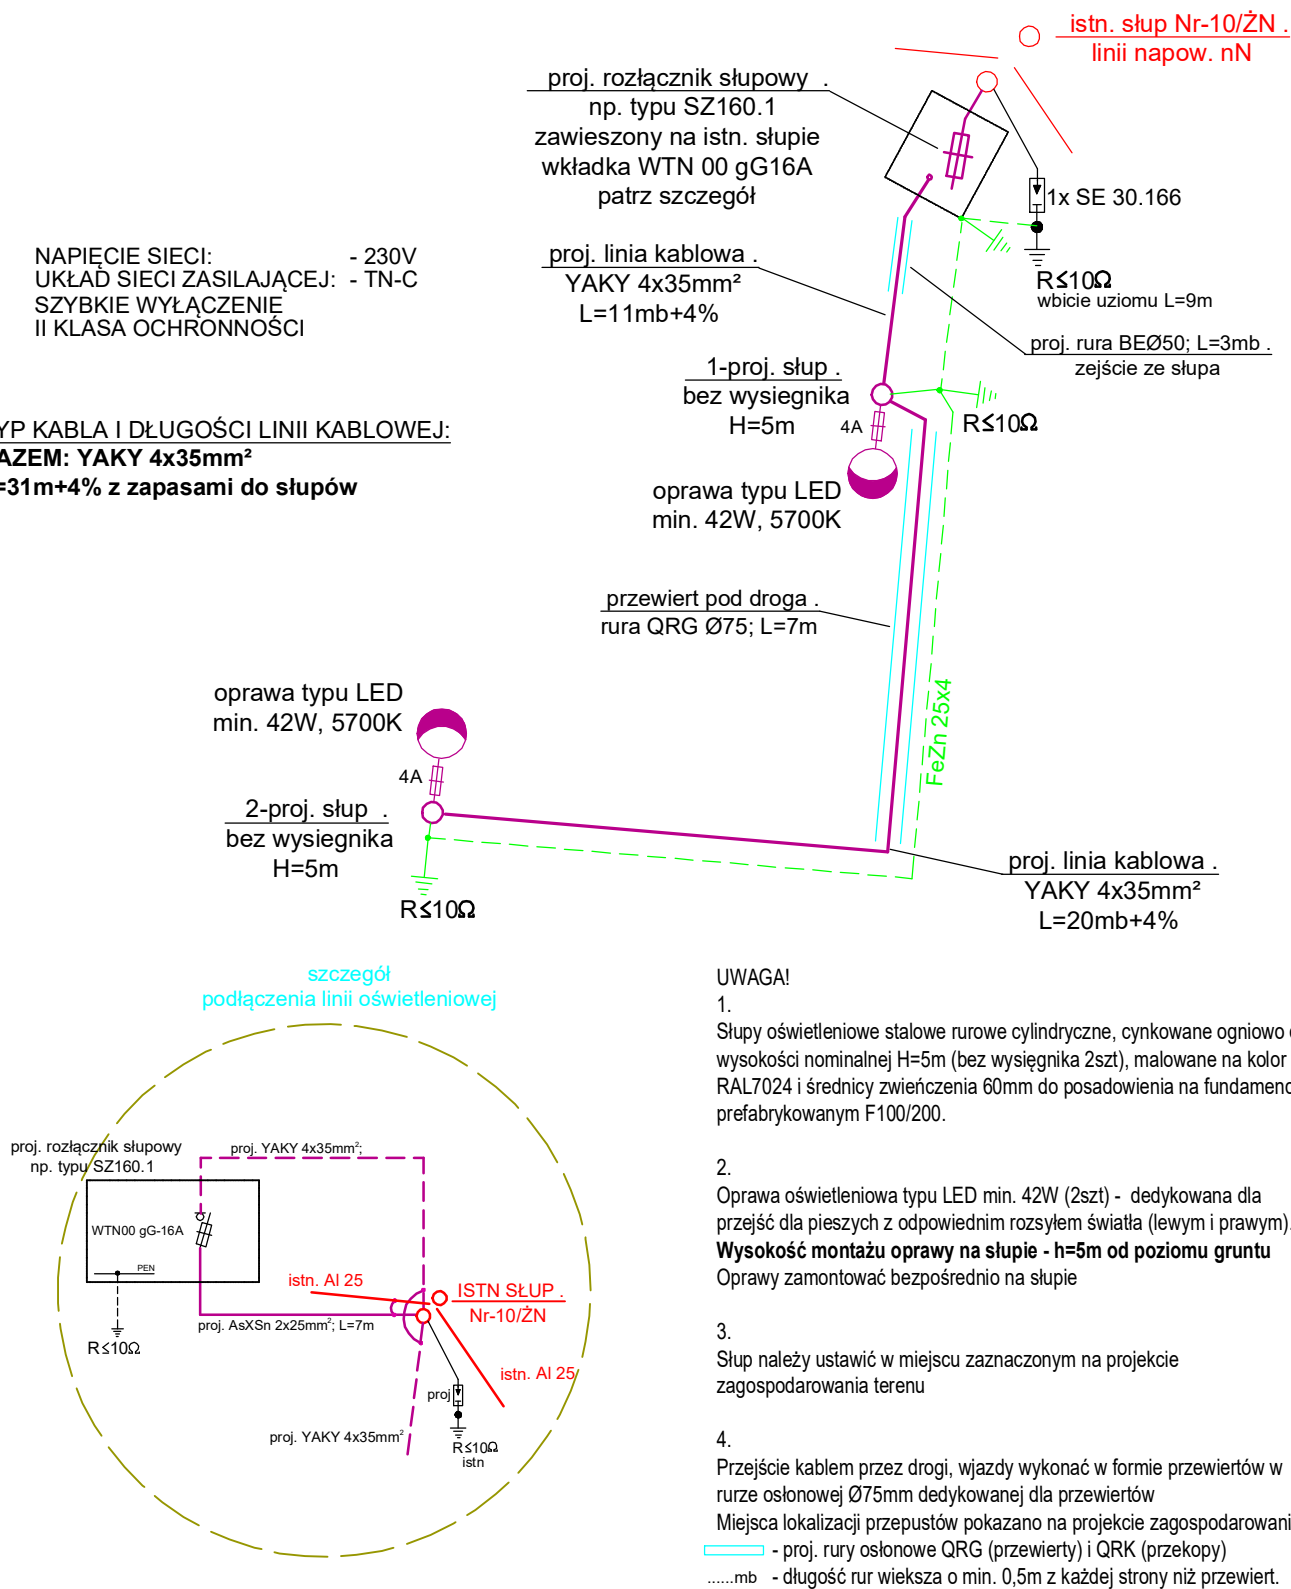 istn. słup Nr-10/ŻN .
linii napow. nN
proj. rozłącznik słupowy .
np. typu SZ160.1
zawieszony na istn. słupie
wkładka WTN 00 gG16A
patrz szczegół
1x SE 30.166
R≤10Ω
wbicie uziomu L=9m
NAPIĘCIE SIECI: - 230V
UKŁAD SIECI ZASILAJĄCEJ: - TN-C
SZYBKIE WYŁĄCZENIE
II KLASA OCHRONNOŚCI
proj. linia kablowa .
YAKY 4x35mm²
L=11mb+4%
proj. rura BEØ50; L=3mb .
zejście ze słupa
1-proj. słup .
bez wysiegnika
H=5m
4A
R≤10Ω
YP KABLA I DŁUGOŚCI LINII KABLOWEJ:
AZEM: YAKY 4x35mm²
=31m+4% z zapasami do słupów
oprawa typu LED
min. 42W, 5700K
przewiert pod droga .
rura QRG Ø75; L=7m
FeZn 25x4
oprawa typu LED
min. 42W, 5700K
4A
2-proj. słup .
bez wysiegnika
H=5m
R≤10Ω
proj. linia kablowa .
YAKY 4x35mm²
L=20mb+4%
szczegół
podłączenia linii oświetleniowej
proj. rozłącznik słupowy
np. typu SZ160.1
proj. YAKY 4x35mm²;
WTN00 gG-16A
PEN
R≤10Ω
istn. Al 25
proj. AsXSn 2x25mm²; L=7m
ISTN SŁUP .
Nr-10/ŻN
istn. Al 25
proj
proj. YAKY 4x35mm²
R≤10Ω
istn
UWAGA!
1.
Słupy oświetleniowe stalowe rurowe cylindryczne, cynkowane ogniowo
wysokości nominalnej H=5m (bez wysięgnika 2szt), malowane na kolor
RAL7024 i średnicy zwieńczenia 60mm do posadowienia na fundamenc
prefabrykowanym F100/200.
2.
Oprawa oświetleniowa typu LED min. 42W (2szt) - dedykowana dla
przejść dla pieszych z odpowiednim rozsyłem światła (lewym i prawym).
Wysokość montażu oprawy na słupie - h=5m od poziomu gruntu
Oprawy zamontować bezpośrednio na słupie
3.
Słup należy ustawić w miejscu zaznaczonym na projekcie
zagospodarowania terenu
4.
Przejście kablem przez drogi, wjazdy wykonać w formie przewiertów w
rurze osłonowej Ø75mm dedykowanej dla przewiertów
Miejsca lokalizacji przepustów pokazano na projekcie zagospodarowani
- proj. rury osłonowe QRG (przewierty) i QRK (przekopy)
......mb - długość rur wieksza o min. 0,5m z każdej strony niż przewiert.